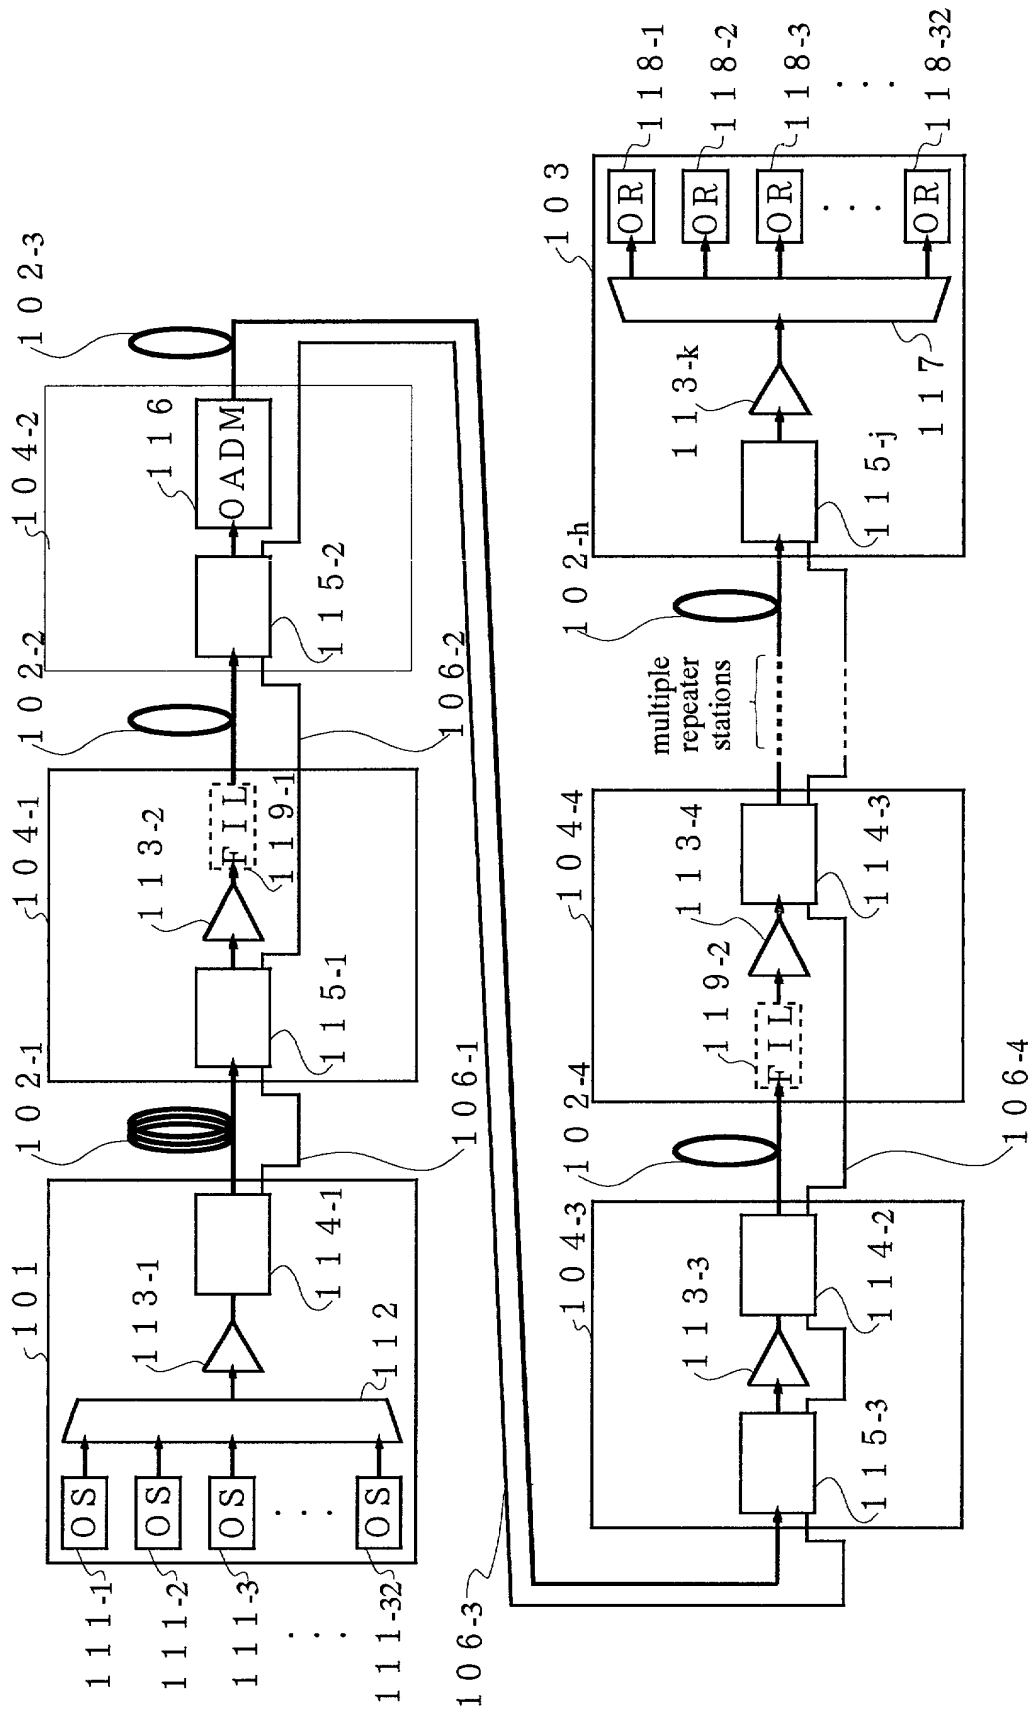 101
102-1
104-1
102-2
104-2
102-3
111-1
111-2
111-3
· · ·
111-32
OS
OS
OS
· · ·
OS
112
113-1
114-1
106-1
115-1
113-2
FIL
119-1
106-2
115-2
OADM
116
106-3
104-3
102-4
104-4
102-h
103
115-3
113-3
114-2
106-4
FIL
119-2
113-4
114-3
multiple
repeater
stations
115-j
113-k
117
OR
OR
OR
· · ·
OR
118-1
118-2
118-3
· · ·
118-32